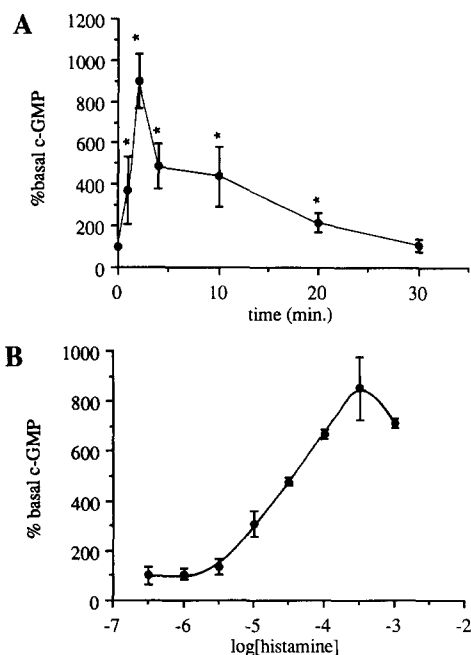 A
1200
1000
800
600
400
200
0
%basal c-GMP
* * * * *
0 10 20 30
time (min.)
B
1000
800
600
400
200
0
% basal c-GMP
-7 -6 -5 -4 -3 -2
log[histamine]